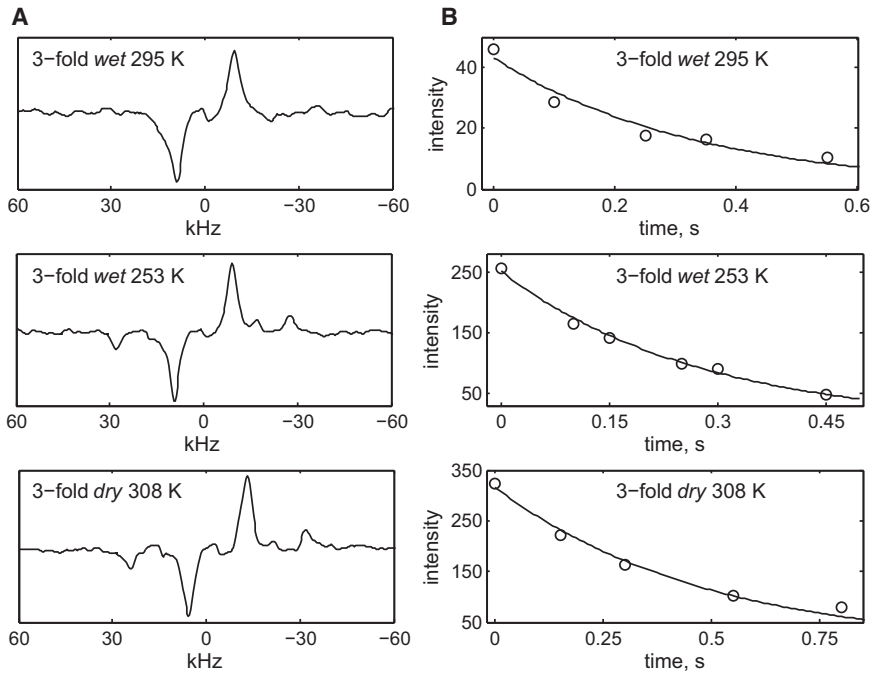 A
B
3−fold wet 295 K
60
30
0
−30
−60
kHz
3−fold wet 295 K
intensity
40
20
0
0
0.2
0.4
0.6
time, s
3−fold wet 253 K
60
30
0
−30
−60
kHz
3−fold wet 253 K
intensity
250
150
50
0
0.15
0.3
0.45
time, s
3−fold dry 308 K
60
30
0
−30
−60
kHz
3−fold dry 308 K
intensity
350
250
150
50
0
0.25
0.5
0.75
time, s